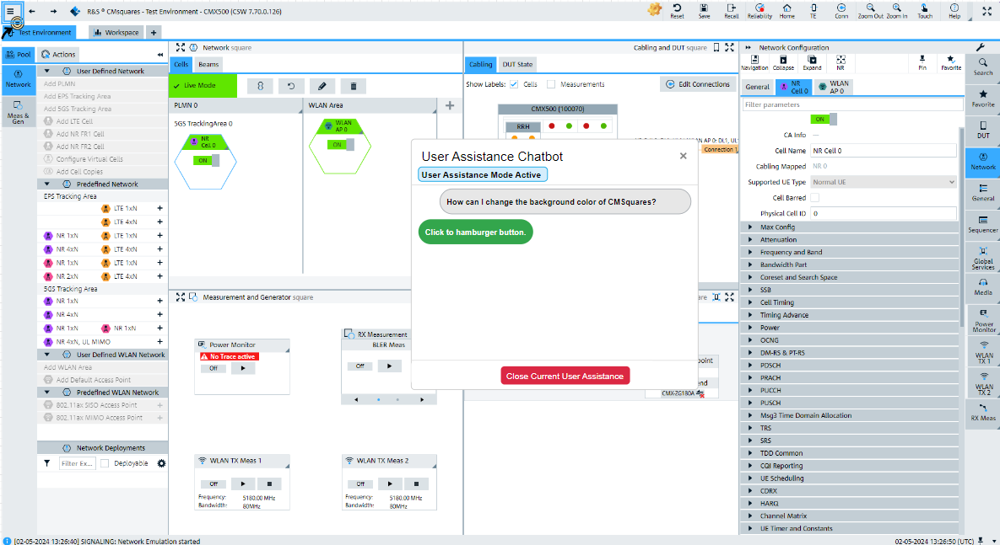 R&S ® CMsquares - Test Environment - CMX500 (CSW 7.70.0.126)
Reset
Save
Recall
Reliability
Home
TE
Conn
Zoom Out
Zoom In
Touch
Help
Test Environment
Workspace
+
Pool
Actions
Network
Meas &
Gen
User Defined Network
Add PLMN
Add EPS Tracking Area
Add 5GS Tracking Area
Add LTE Cell
Add NR FR1 Cell
Add NR FR2 Cell
Configure Virtual Cells
Add Cell Copies
Predefined Network
EPS Tracking Area
LTE 1xN +
LTE 4xN +
NR 1xN LTE 1xN +
NR 4xN LTE 4xN +
NR 1xN LTE 1xN +
NR 2xN LTE 4xN +
5GS Tracking Area
NR 1xN +
NR 4xN +
NR 1xN NR 1xN +
NR 4xN, UL MIMO +
User Defined WLAN Network
Add WLAN Area
Add Default Access Point
Predefined WLAN Network
802.11ax SISO Access Point +
802.11ax MIMO Access Point +
Network Deployments
Filter Ex... Deployable
Network square
Cells
Beams
Live Mode
PLMN 0
WLAN Area
+
5GS TrackingArea 0
NR
Cell 0
ON
WLAN
AP 0
ON
Cabling and DUT square
Cabling
DUT State
Show Labels: Cells Measurements
Edit Connections
CMX500 [100070]
RRH
WLAN AP 0: DL1, UL
Connection 1
User Assistance Chatbot
×
User Assistance Mode Active
How can I change the background color of CMSquares?
Click to hamburger button.
Close Current User Assistance
Measurement and Generator square
Power Monitor
No Trace active
Off
RX Measurement
BLER Meas
Off
WLAN TX Meas 1
Off
Frequency: 5180.00 MHz
Bandwidth: 80MHz
WLAN TX Meas 2
Off
Frequency: 5180.00 MHz
Bandwidth: 80MHz
are
oint
end
CMX-ZG180A
Network Configuration
Navigation
Collapse
Expand
NR
Pin
Favorite
General
NR
Cell 0
WLAN
AP 0
Filter parameters
ON
CA Info —
Cell Name NR Cell 0
Cabling Mapped NR 0
Supported UE Type Normal UE
Cell Barred
Physical Cell ID 0
Max Config
Attenuation
Frequency and Band
Bandwidth Part
Coreset and Search Space
SSB
Cell Timing
Timing Advance
Power
OCNG
DM-RS & PT-RS
PDSCH
PRACH
PUCCH
PUSCH
Msg3 Time Domain Allocation
TRS
SRS
TDD Common
CQI Reporting
UE Scheduling
CDRX
HARQ
Channel Matrix
UE Timer and Constants
Search
Favorite
DUT
Network
General
Sequencer
Global
Services
Media
Power
Monitor
WLAN
TX 1
WLAN
TX 2
RX Meas
[02-05-2024 13:26:40] SIGNALING: Network Emulation started
02-05-2024 13:26:50 (UTC)